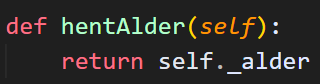 def hentAlder(self):
    return self._alder